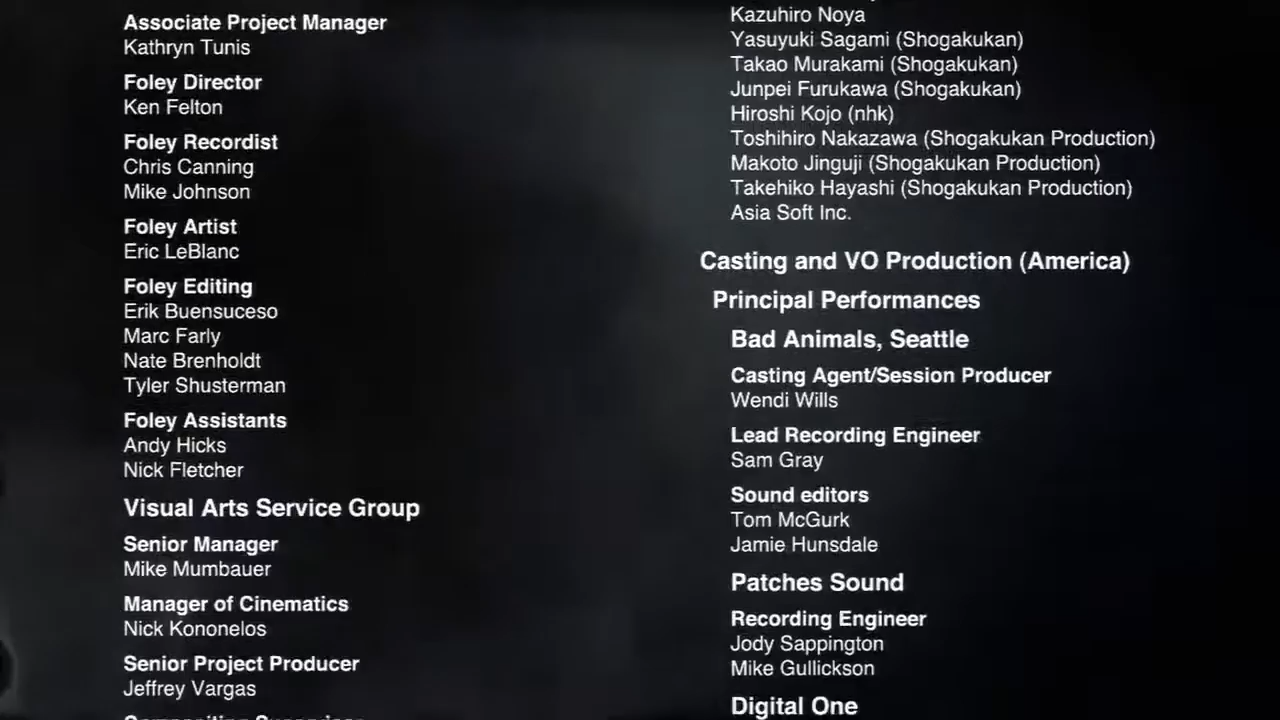 Associate Project Manager
Kathryn Tunis
Foley Director
Ken Felton
Foley Recordist
Chris Canning
Mike Johnson
Foley Artist
Eric LeBlanc
Foley Editing
Erik Buensuceso
Marc Farly
Nate Brenholdt
Tyler Shusterman
Foley Assistants
Andy Hicks
Nick Fletcher
Visual Arts Service Group
Senior Manager
Mike Mumbauer
Manager of Cinematics
Nick Kononelos
Senior Project Producer
Jeffrey Vargas
Kazuhiro Noya
Yasuyuki Sagami (Shogakukan)
Takao Murakami (Shogakukan)
Junpei Furukawa (Shogakukan)
Hiroshi Kojo (nhk)
Toshihiro Nakazawa (Shogakukan Production)
Makoto Jinguji (Shogakukan Production)
Takehiko Hayashi (Shogakukan Production)
Asia Soft Inc.
Casting and VO Production (America)
Principal Performances
Bad Animals, Seattle
Casting Agent/Session Producer
Wendi Wills
Lead Recording Engineer
Sam Gray
Sound editors
Tom McGurk
Jamie Hunsdale
Patches Sound
Recording Engineer
Jody Sappington
Mike Gullickson
Digital One